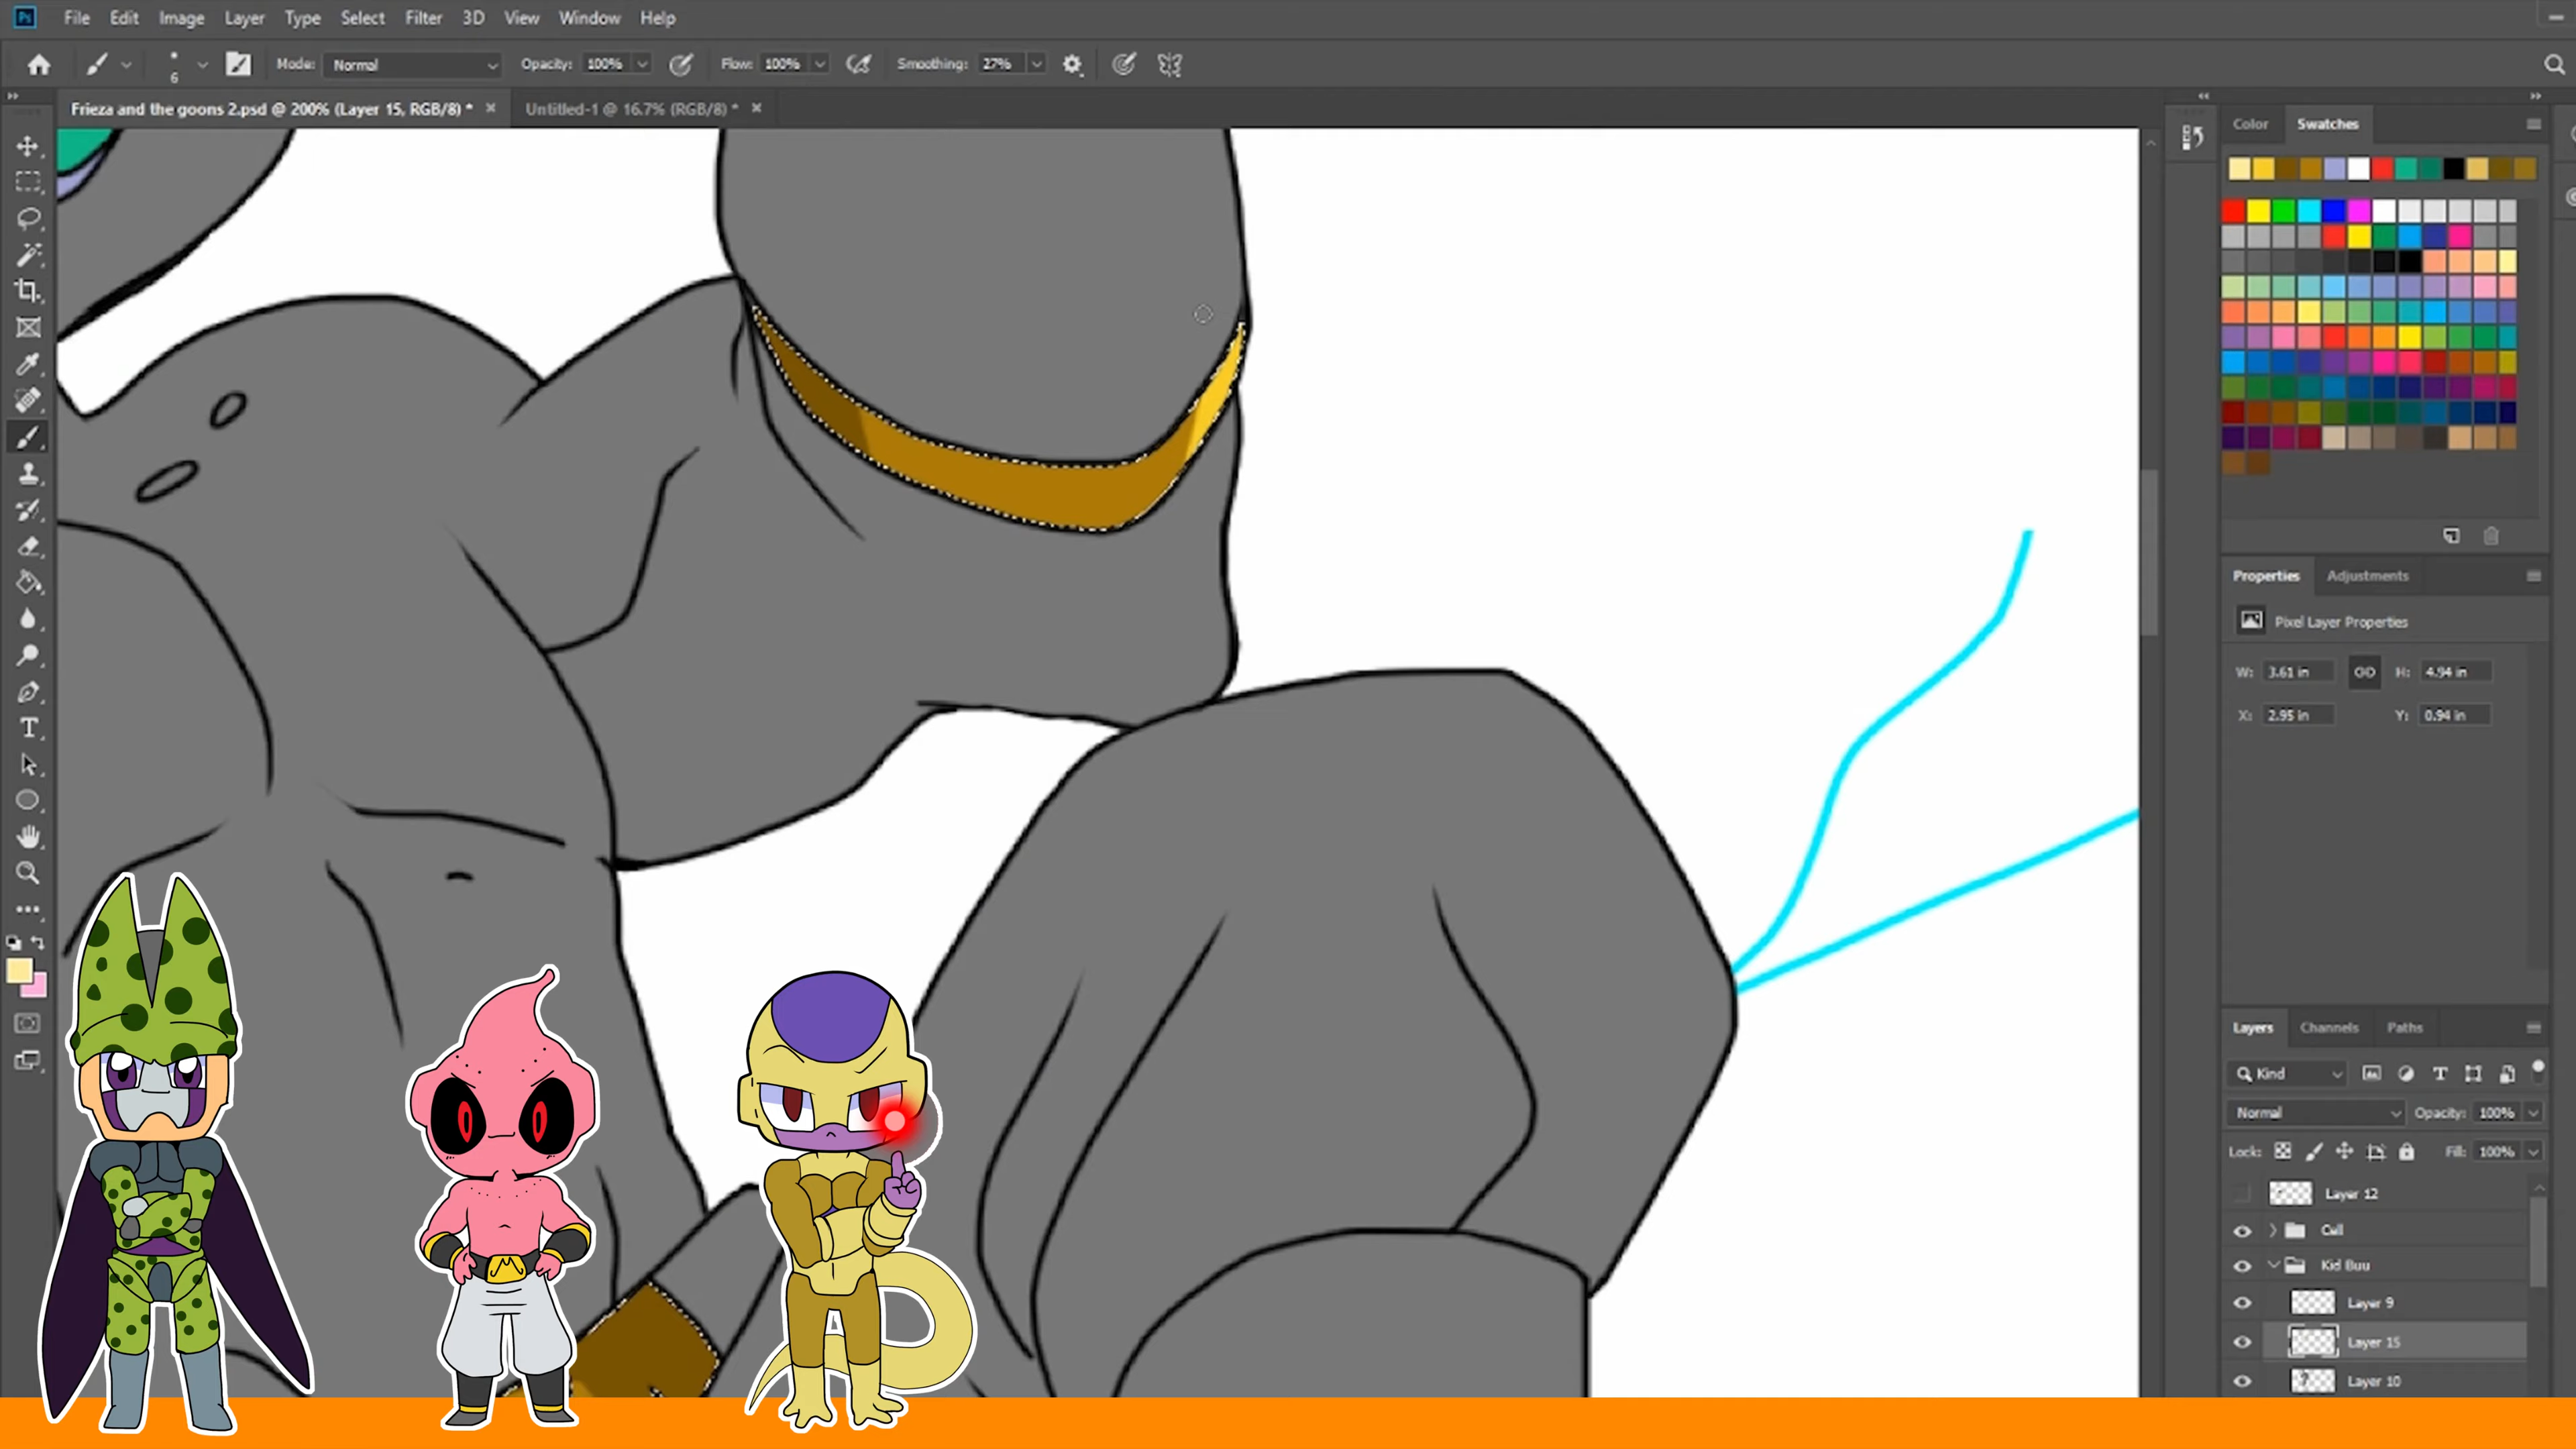 Ps File Edit Image Layer Type Select Filter 3D View Window Help
6 Mode: Normal Opacity: 100% Flow: 100% Smoothing: 27%
Frieza and the goons 2.psd @ 200% (Layer 15, RGB/8) * × Untitled-1 @ 16.7% (RGB/8) * ×
Color Swatches
Properties Adjustments
Pixel Layer Properties
W: 3.61 in H: 4.94 in
X: 2.95 in Y: 0.94 in
Layers Channels Paths
Kind
Normal Opacity: 100%
Lock: Fill: 100%
Layer 12
Cell
Kid Buu
Layer 9
Layer 15
Layer 10